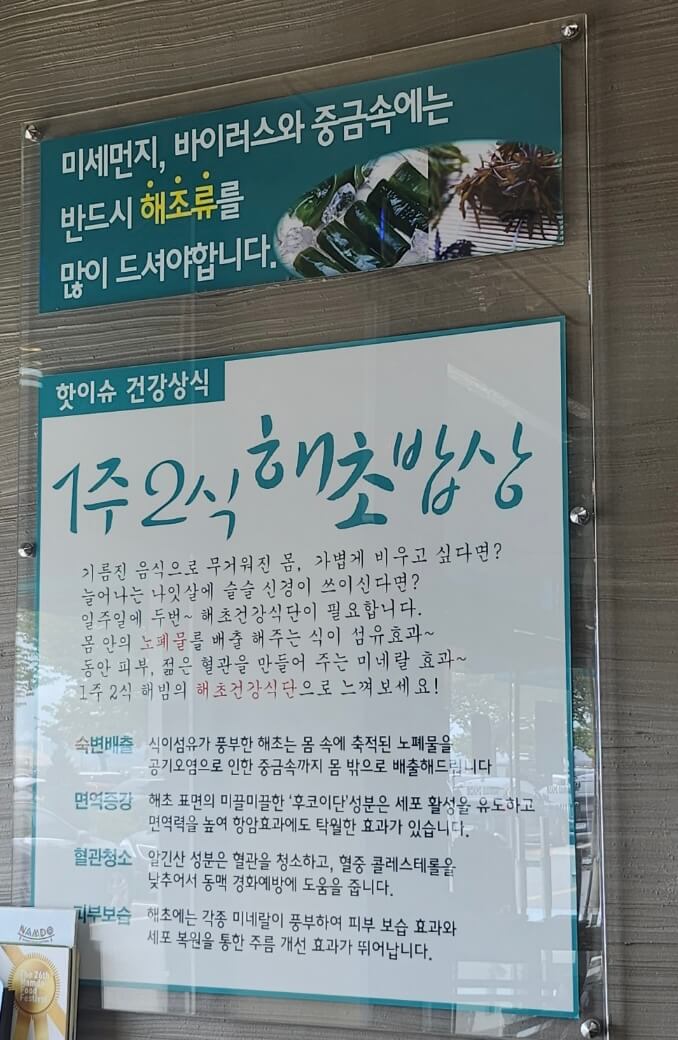 미세먼지, 바이러스와 중금속에는
반드시 해조류를
많이 드셔야합니다.
핫이슈 건강상식
1주 2식 해초밥상
기름진 음식으로 무거워진 몸, 가볍게 비우고 싶다면?
늘어나는 나잇살에 슬슬 신경이 쓰이신다면?
일주일에 두번~ 해초건강식단이 필요합니다.
몸 안의 노폐물를 배출 해주는 식이 섬유효과~
동안 피부, 젊은 혈관을 만들어 주는 미네랄 효과~
1주 2식 해빔의 해초건강식단으로 느껴보세요!
숙변배출 식이섬유가 풍부한 해초는 몸 속에 축적된 노폐물을
공기오염으로 인한 중금속까지 몸 밖으로 배출해드립니다
면역증강 해초 표면의 미끌미끌한 '후코이단'성분은 세포 활성을 유도하고
면역력을 높여 항암효과에도 탁월한 효과가 있습니다.
혈관청소 알긴산 성분은 혈관을 청소하고, 혈중 콜레스테롤을
낮추어서 동맥 경화예방에 도움을 줍니다.
피부보습 해초에는 각종 미네랄이 풍부하여 피부 보습 효과와
세포 복원을 통한 주름 개선 효과가 뛰어납니다.
NAMDO
The 26th
Namdo
Food
Festival